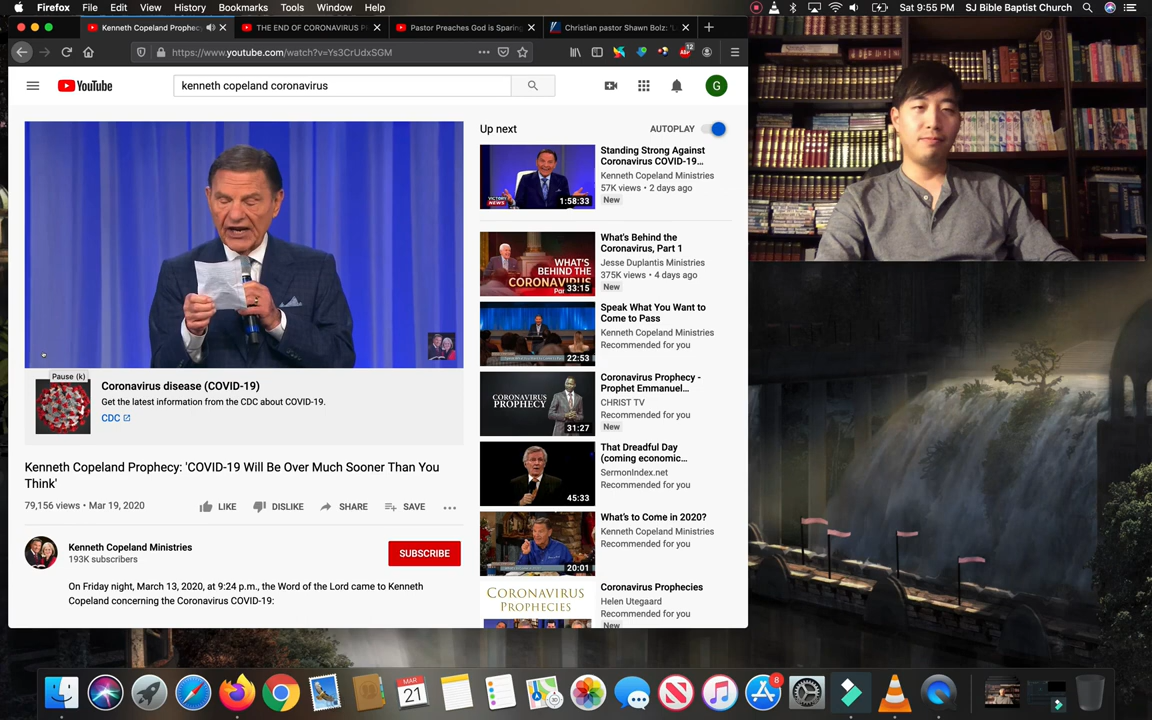 Firefox File Edit View History Bookmarks Tools Window Help
Sat 9:55 PM SJ Bible Baptist Church
Kenneth Copeland Prophec
THE END OF CORONAVIRUS P
Pastor Preaches God is Sparing
Christian pastor Shawn Bolz: 'L
https://www.youtube.com/watch?v=Ys3CrUdxSGM
12
YouTube
kenneth copeland coronavirus
G
Up next
AUTOPLAY
Standing Strong Against
Coronavirus COVID-19...
Kenneth Copeland Ministries
57K views • 2 days ago
New
VICTORY
NEWS
1:58:33
What's Behind the
Coronavirus, Part 1
Jesse Duplantis Ministries
375K views • 4 days ago
New
WHAT'S
BEHIND THE
CORONAVIRUS
33:15
Speak What You Want to
Come to Pass
Kenneth Copeland Ministries
Recommended for you
22:53
Coronavirus Prophecy -
Prophet Emmanuel...
CHRIST TV
Recommended for you
New
CORONAVIRUS
PROPHECY
31:27
That Dreadful Day
(coming economic...
SermonIndex.net
Recommended for you
45:33
What's to Come in 2020?
Kenneth Copeland Ministries
Recommended for you
20:01
Coronavirus Prophecies
Helen Utegaard
Recommended for you
New
CORONAVIRUS
PROPHECIES
Pause (k)
Coronavirus disease (COVID-19)
Get the latest information from the CDC about COVID-19.
CDC
Kenneth Copeland Prophecy: 'COVID-19 Will Be Over Much Sooner Than You
Think'
79,156 views • Mar 19, 2020
LIKE DISLIKE SHARE SAVE
Kenneth Copeland Ministries
193K subscribers
SUBSCRIBE
On Friday night, March 13, 2020, at 9:24 p.m., the Word of the Lord came to Kenneth
Copeland concerning the Coronavirus COVID-19:
MAR
21
8